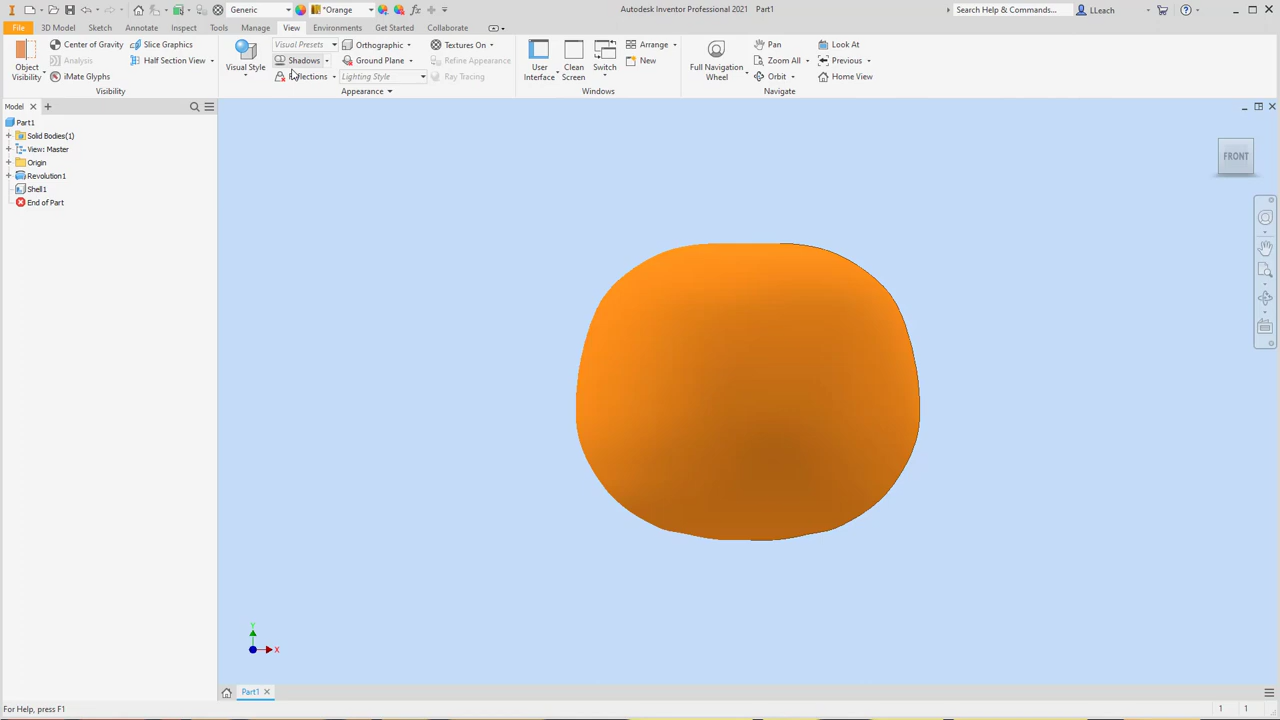 Generic
*Orange
Autodesk Inventor Professional 2021 Part1
Search Help & Commands...
LLeach
File 3D Model Sketch Annotate Inspect Tools Manage View Environments Get Started Collaborate
Object Visibility
Center of Gravity
Analysis
iMate Glyphs
Slice Graphics
Half Section View
Visibility
Visual Style
Visual Presets
Shadows
Orthographic
Ground Plane
Lighting Style
Textures On
Refine Appearance
Ray Tracing
Appearance
User Interface
Clean Screen
Switch
Arrange
New
Windows
Full Navigation Wheel
Pan
Zoom All
Orbit
Look At
Previous
Home View
Navigate
Model
Part1
Solid Bodies(1)
View: Master
Origin
Revolution1
Shell1
End of Part
FRONT
Y
X
Part1
For Help, press F1
1 1